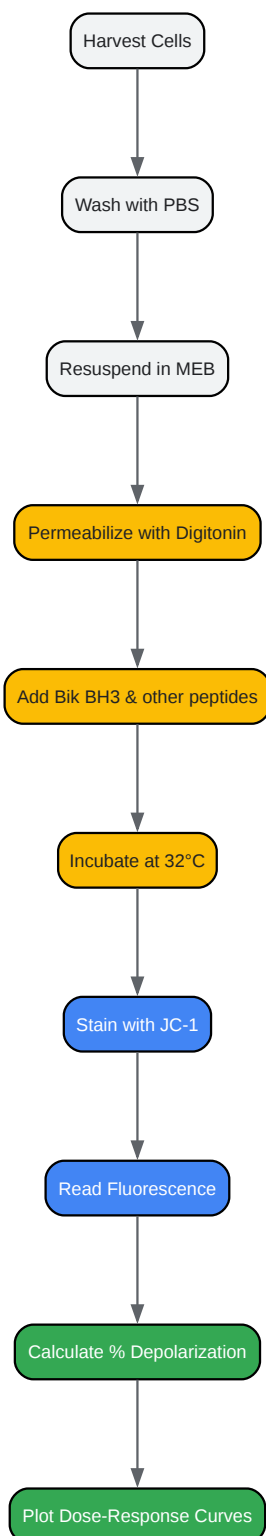 Harvest Cells
Wash with PBS
Resuspend in MEB
Permeabilize with Digitonin
Add Bik BH3 & other peptides
Incubate at 32°C
Stain with JC-1
Read Fluorescence
Calculate % Depolarization
Plot Dose-Response Curves